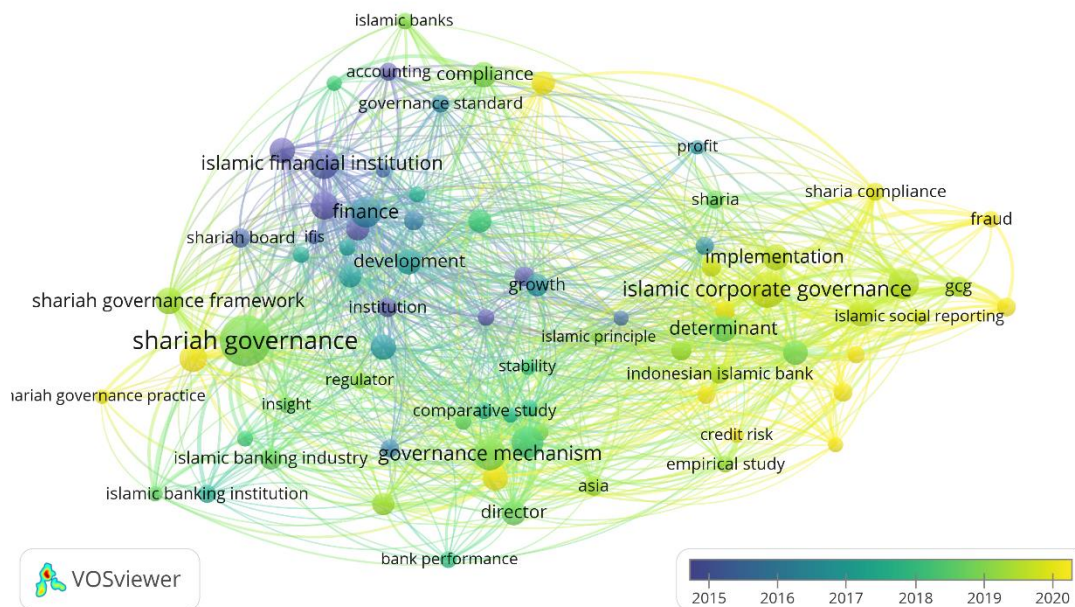 islamic banks
accounting
compliance
governance standard
profit
islamic financial institution
sharia compliance
sharia
finance
fraud
shariah board
ifis
implementation
development
growth
islamic corporate governance
gcg
shariah governance framework
institution
islamic social reporting
islamic principle
determinant
shariah governance
stability
indonesian islamic bank
regulator
hariah governance practice
insight
comparative study
credit risk
governance mechanism
islamic banking industry
empirical study
asia
islamic banking institution
director
bank performance
VOSviewer
2015 2016 2017 2018 2019 2020